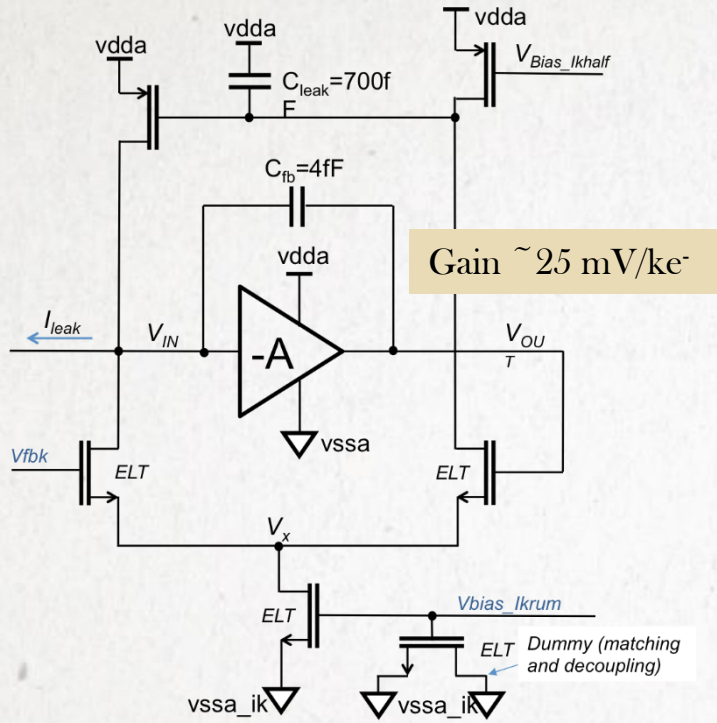 vdda
vdda
vdda
V_Bias_Ikhalf
C_leak=700f
F
C_fb=4fF
vdda
Gain ~25 mV/ke⁻
I_leak
V_IN
-A
V_OU
T
vssa
Vfbk
ELT
ELT
V_x
ELT
Vbias_Ikrum
ELT
Dummy (matching
and decoupling)
vssa_ik
vssa_ik